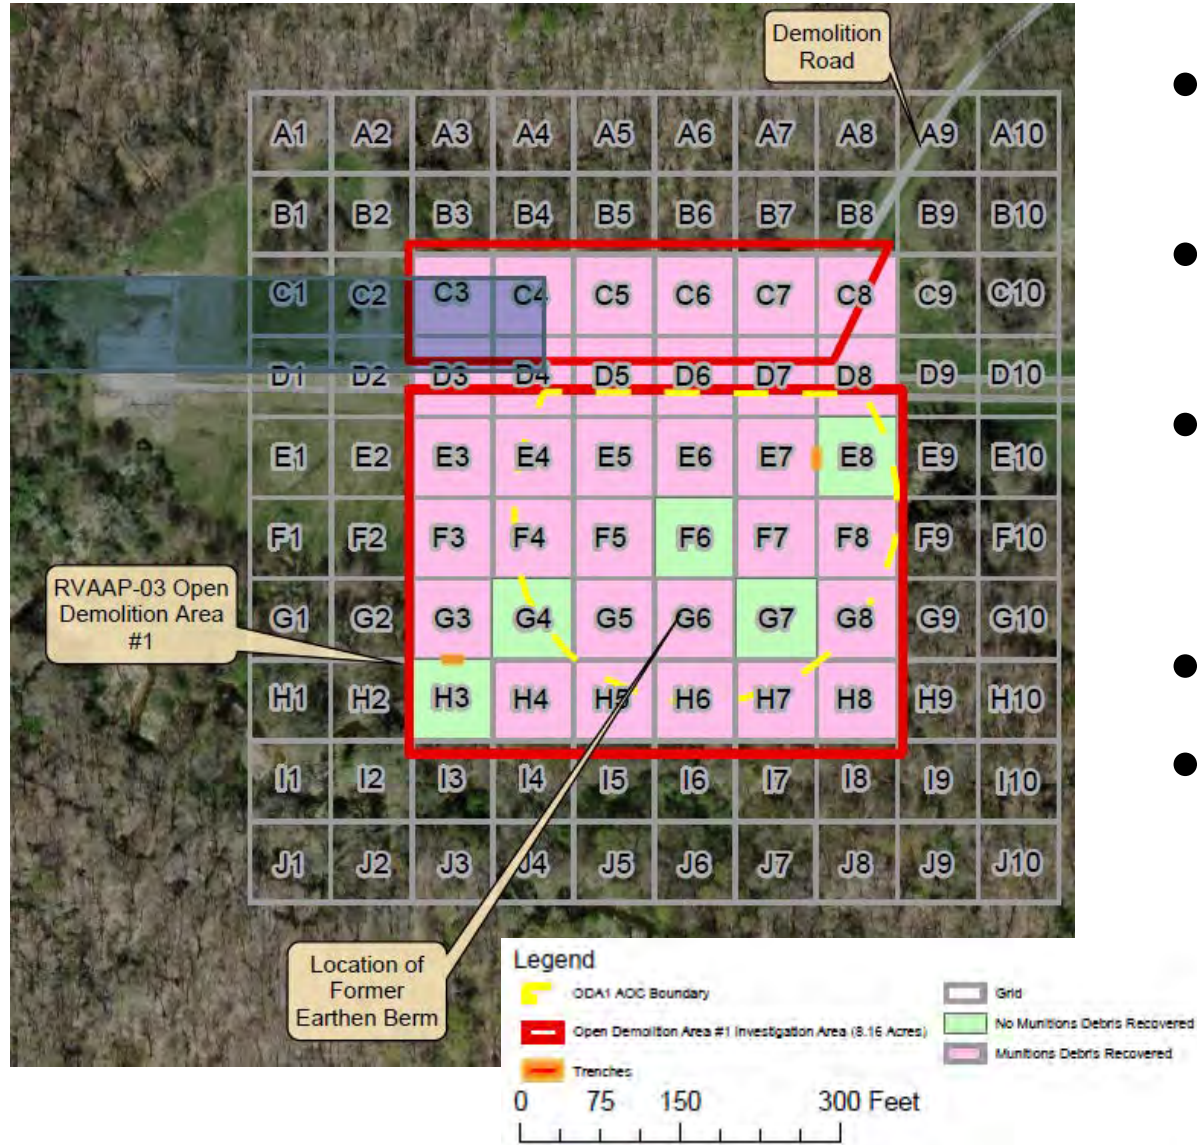 Demolition
Road
A1 A2 A3 A4 A5 A6 A7 A8 A9 A10
B1 B2 B3 B4 B5 B6 B7 B8 B9 B10
C1 C2 C3 C4 C5 C6 C7 C8 C9 C10
D1 D2 D3 D4 D5 D6 D7 D8 D9 D10
E1 E2 E3 E4 E5 E6 E7 E8 E9 E10
F1 F2 F3 F4 F5 F6 F7 F8 F9 F10
RVAAP-03 Open
Demolition Area
#1
G1 G2 G3 G4 G5 G6 G7 G8 G9 G10
H1 H2 H3 H4 H5 H6 H7 H8 H9 H10
I1 I2 I3 I4 I5 I6 I7 I8 I9 I10
J1 J2 J3 J4 J5 J6 J7 J8 J9 J10
Location of
Former
Earthen Berm
Legend
ODA1 AOC Boundary
Open Demolition Area #1 Investigation Area (8.16 Acres)
Trenches
Grid
No Munitions Debris Recovered
Munitions Debris Recovered
0 75 150 300 Feet